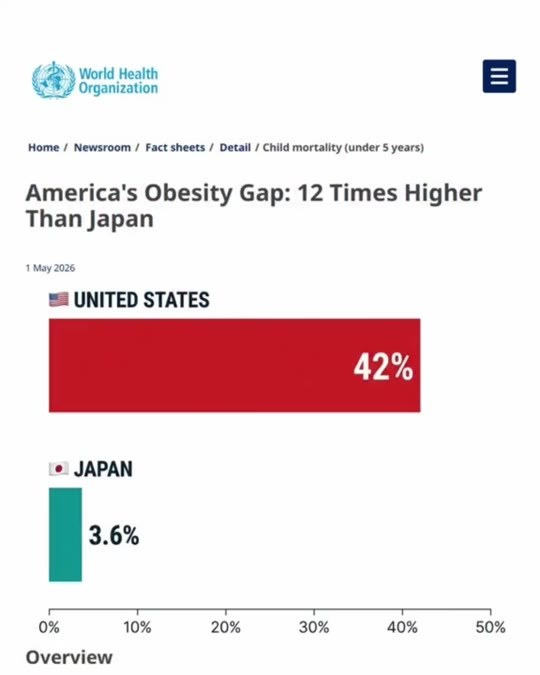 World Health
Organization
Home / Newsroom / Fact sheets / Detail / Child mortality (under 5 years)
America's Obesity Gap: 12 Times Higher
Than Japan
1 May 2026
UNITED STATES
42%
JAPAN
3.6%
0% 10% 20% 30% 40% 50%
Overview